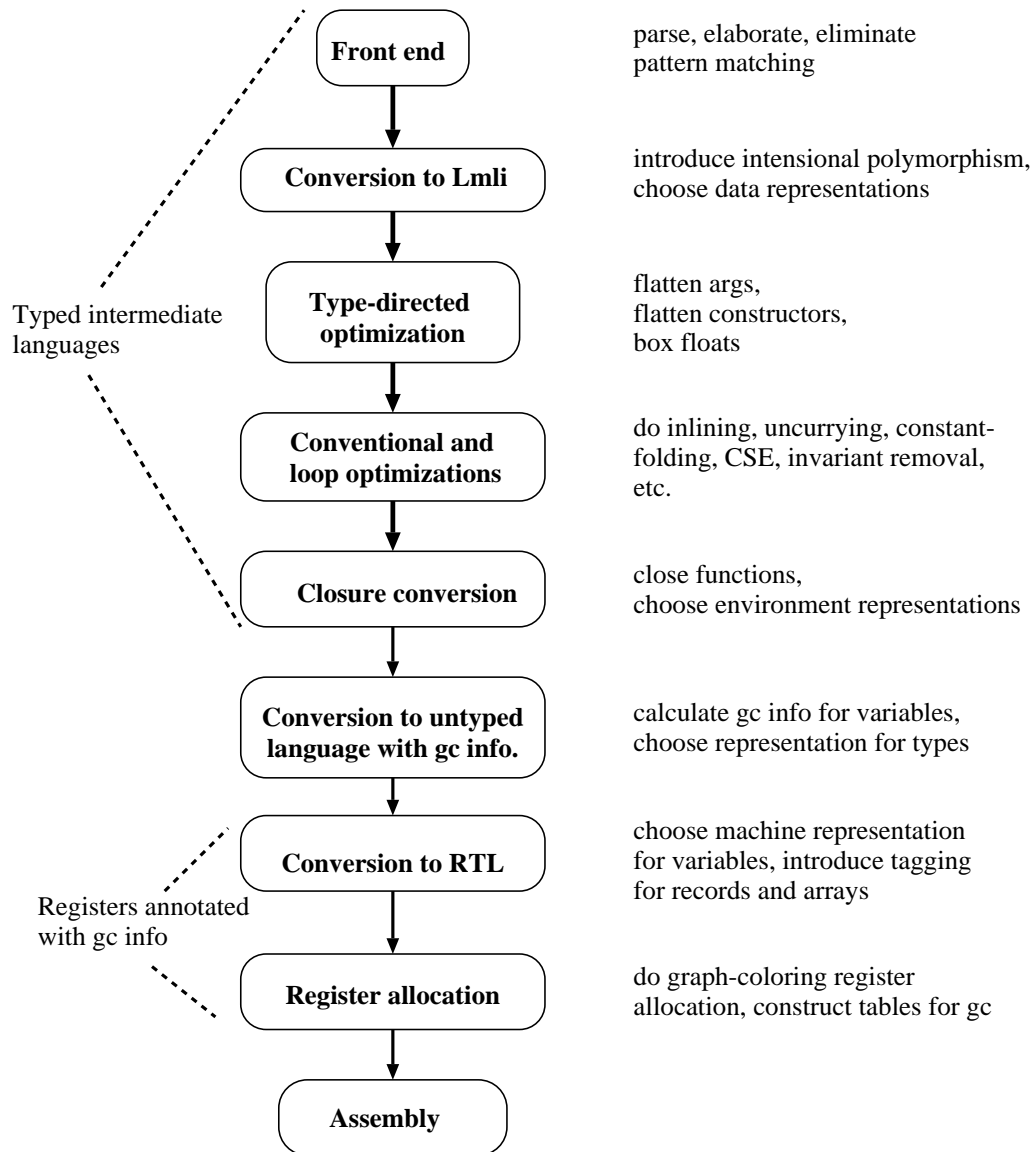 Front end
parse, elaborate, eliminate
pattern matching
Conversion to Lmli
introduce intensional polymorphism,
choose data representations
Typed intermediate
languages
Type-directed
optimization
flatten args,
flatten constructors,
box floats
Conventional and
loop optimizations
do inlining, uncurrying, constant-
folding, CSE, invariant removal,
etc.
Closure conversion
close functions,
choose environment representations
Conversion to untyped
language with gc info.
calculate gc info for variables,
choose representation for types
Conversion to RTL
choose machine representation
for variables, introduce tagging
for records and arrays
Registers annotated
with gc info
Register allocation
do graph-coloring register
allocation, construct tables for gc
Assembly